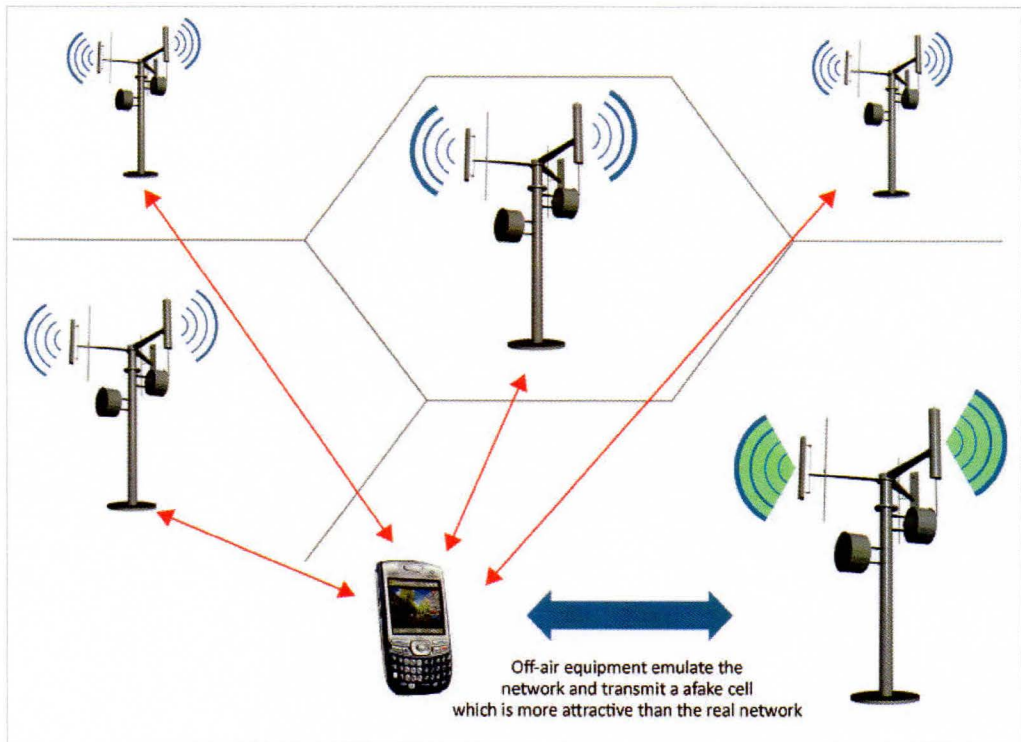 Off-air equipment emulate the
network and transmit a afake cell
which is more attractive than the real network